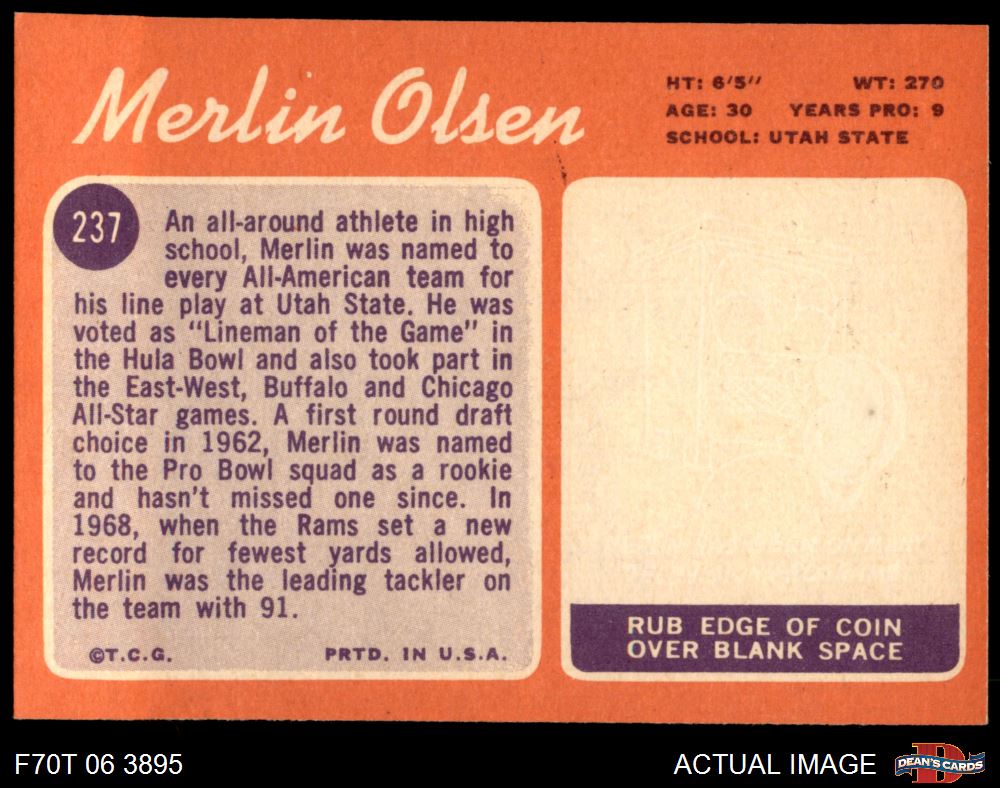 Merlin Olsen
HT: 6'5" WT: 270
AGE: 30 YEARS PRO: 9
SCHOOL: UTAH STATE
237
An all-around athlete in high
school, Merlin was named to
every All-American team for
his line play at Utah State. He was
voted as "Lineman of the Game" in
the Hula Bowl and also took part in
the East-West, Buffalo and Chicago
All-Star games. A first round draft
choice in 1962, Merlin was named
to the Pro Bowl squad as a rookie
and hasn't missed one since. In
1968, when the Rams set a new
record for fewest yards allowed,
Merlin was the leading tackler on
the team with 91.
©T.C.G. PRTD. IN U.S.A.
RUB EDGE OF COIN
OVER BLANK SPACE
F70T 06 3895
ACTUAL IMAGE
DEAN'S CARDS